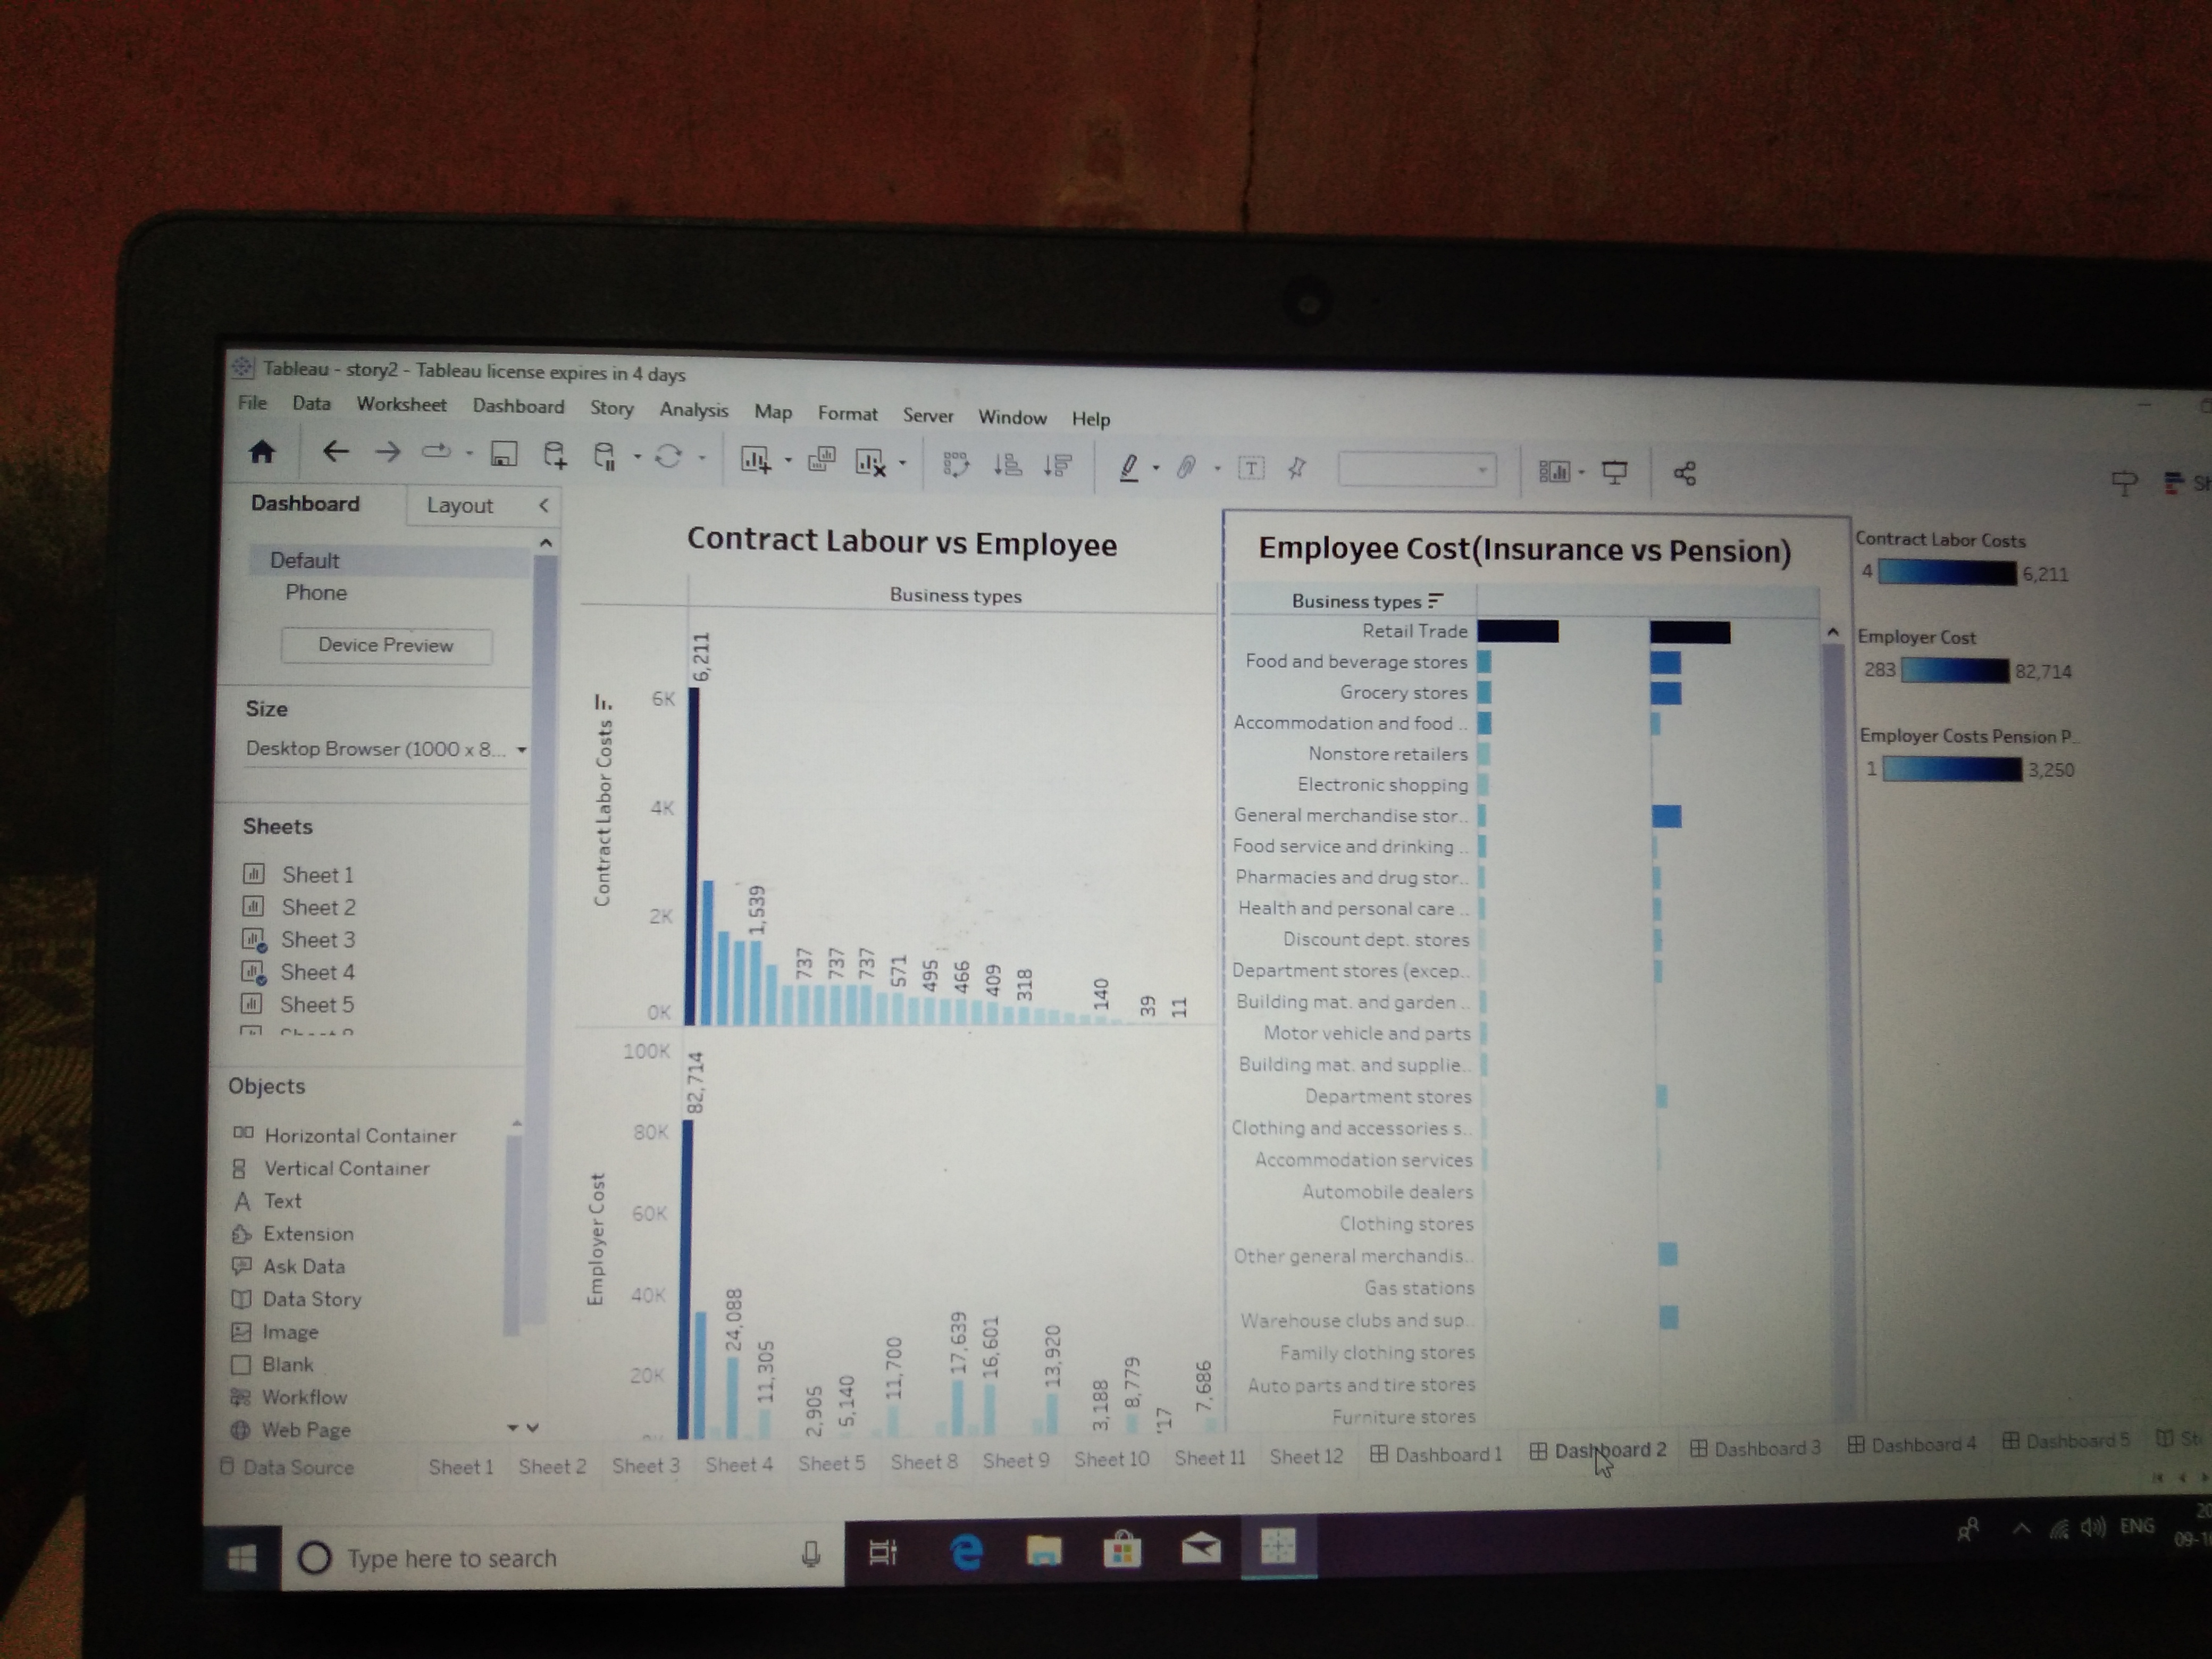 Tableau - story2 - Tableau license expires in 4 days
File Data Worksheet Dashboard Story Analysis Map Format Server Window Help
Dashboard Layout
Default
Phone
Device Preview
Size
Desktop Browser (1000 x 8...
Sheets
Sheet 1
Sheet 2
Sheet 3
Sheet 4
Sheet 5
Objects
Horizontal Container
Vertical Container
Text
Extension
Ask Data
Data Story
Image
Blank
Workflow
Web Page
Contract Labour vs Employee
Business types
Contract Labor Costs
6K
4K
2K
0K
6,211
1,539
737
737
737
571
495
466
409
318
140
39
11
Employer Cost
100K
80K
60K
40K
20K
82,714
24,088
11,305
2,905
5,140
11,700
17,639
16,601
13,920
3,188
8,779
7,686
Employee Cost(Insurance vs Pension)
Business types
Retail Trade
Food and beverage stores
Grocery stores
Accommodation and food ..
Nonstore retailers
Electronic shopping
General merchandise stor..
Food service and drinking ..
Pharmacies and drug stor..
Health and personal care ..
Discount dept. stores
Department stores (excep..
Building mat. and garden ..
Motor vehicle and parts
Building mat. and supplie..
Department stores
Clothing and accessories s..
Accommodation services
Automobile dealers
Clothing stores
Other general merchandis..
Gas stations
Warehouse clubs and sup..
Family clothing stores
Auto parts and tire stores
Furniture stores
Contract Labor Costs
4 6,211
Employer Cost
283 82,714
Employer Costs Pension P..
1 3,250
Data Source Sheet 1 Sheet 2 Sheet 3 Sheet 4 Sheet 5 Sheet 8 Sheet 9 Sheet 10 Sheet 11 Sheet 12 Dashboard 1 Dashboard 2 Dashboard 3 Dashboard 4 Dashboard 5
Type here to search
ENG